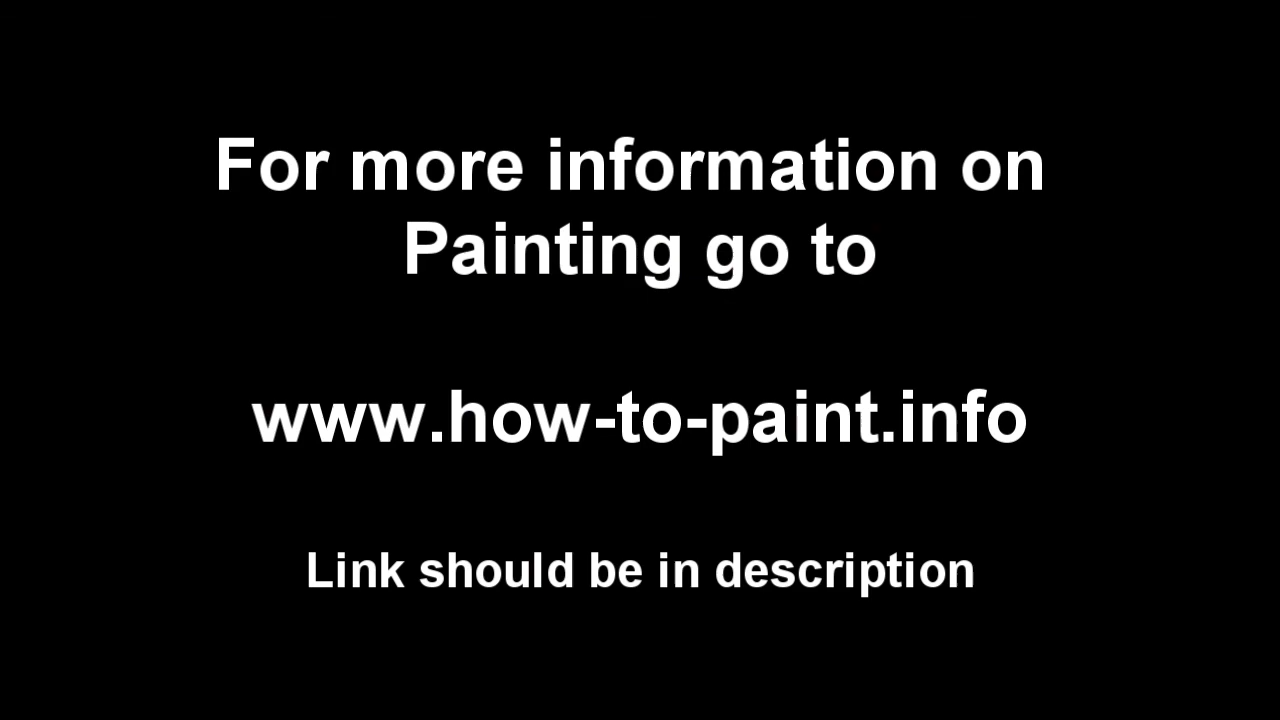 For more information on
Painting go to
www.how-to-paint.info
Link should be in description